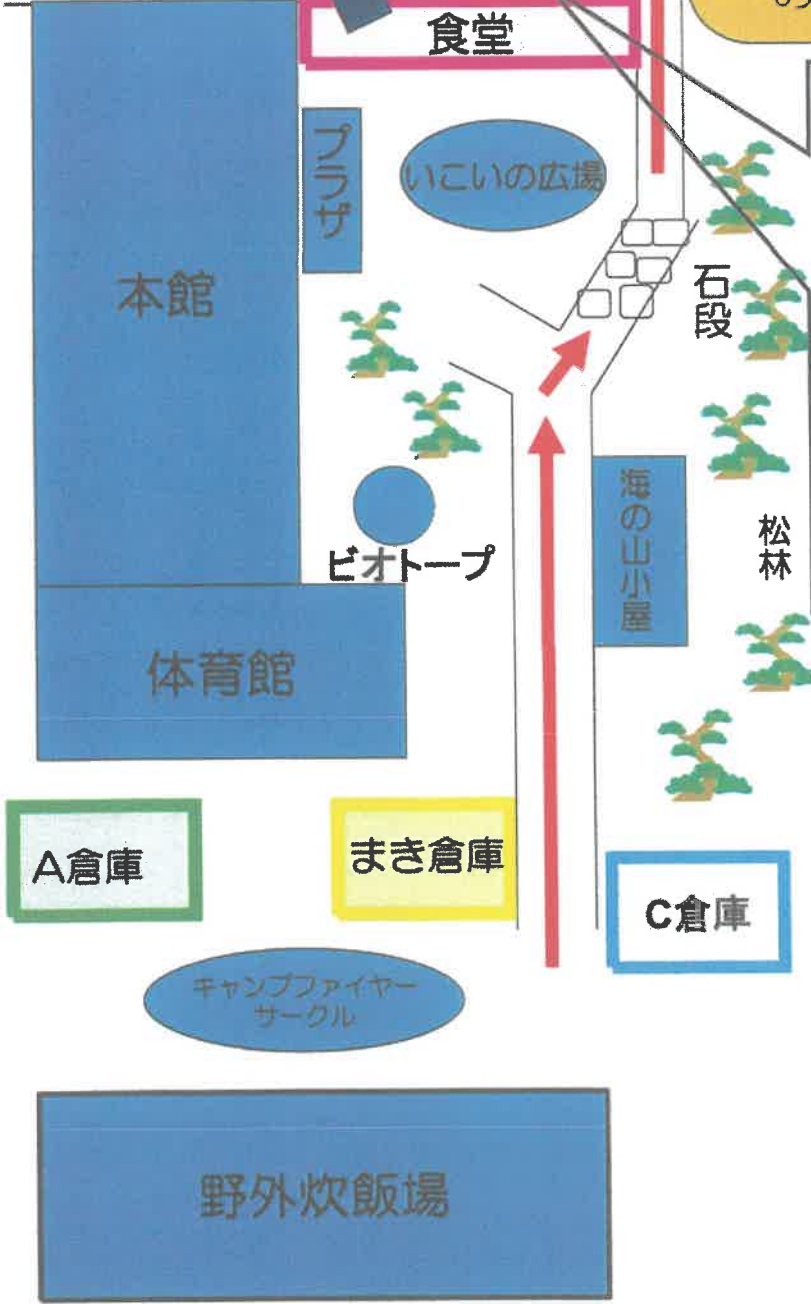 食堂
プラザ
いこいの広場
本館
石段
海の山小屋
松林
ビオトープ
体育館
A倉庫
まき倉庫
C倉庫
キャンプファイヤー
サークル
野外炊飯場